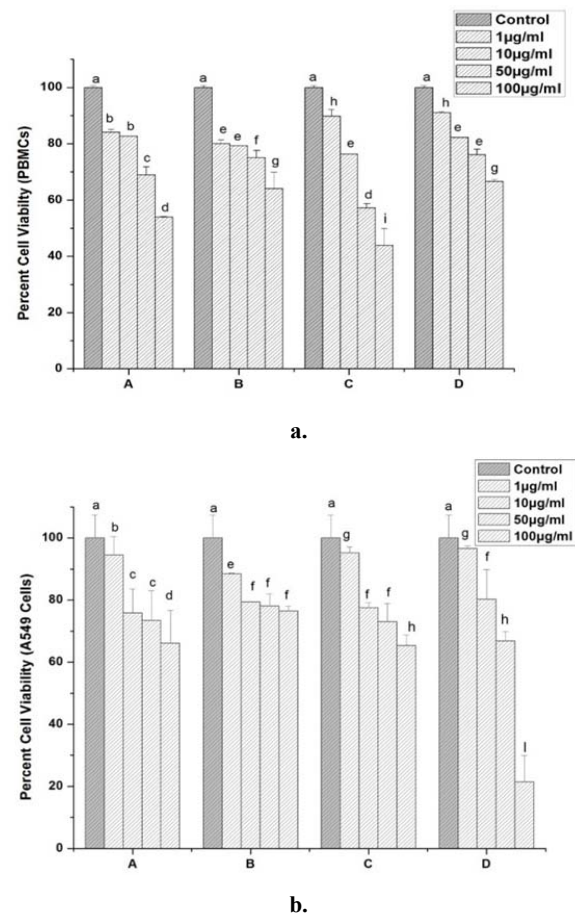 Control
1µg/ml
10µg/ml
50µg/ml
100µg/ml
a b b c d a e e f g a h e d i a h e e g
Percent Cell Viabilty (PBMCs)
100
80
60
40
20
0
A B C D
a.
Control
1µg/ml
10µg/ml
50µg/ml
100µg/ml
a b c c d a e f f f a g f f h a g f h l
Percent Cell Viability (A549 Cells)
100
80
60
40
20
0
A B C D
b.